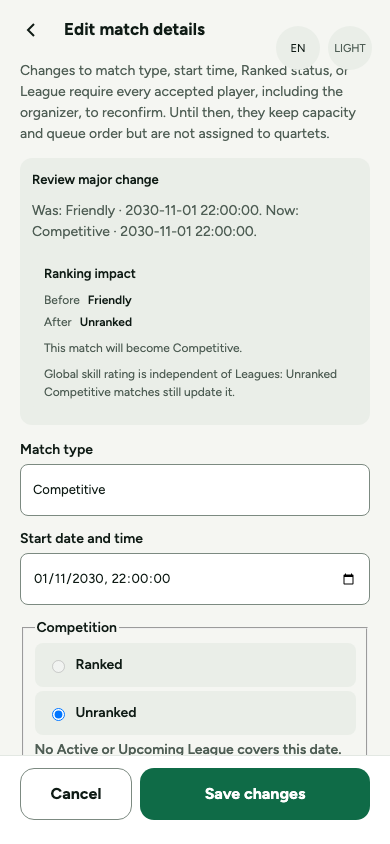 Edit match details
EN
LIGHT
Changes to match type, start time, Ranked status, or
League require every accepted player, including the
organizer, to reconfirm. Until then, they keep capacity
and queue order but are not assigned to quartets.
Review major change
Was: Friendly · 2030-11-01 22:00:00. Now:
Competitive · 2030-11-01 22:00:00.
Ranking impact
Before Friendly
After Unranked
This match will become Competitive.
Global skill rating is independent of Leagues: Unranked
Competitive matches still update it.
Match type
Competitive
Start date and time
01/11/2030, 22:00:00
Competition
Ranked
Unranked
No Active or Upcoming League covers this date.
Cancel
Save changes